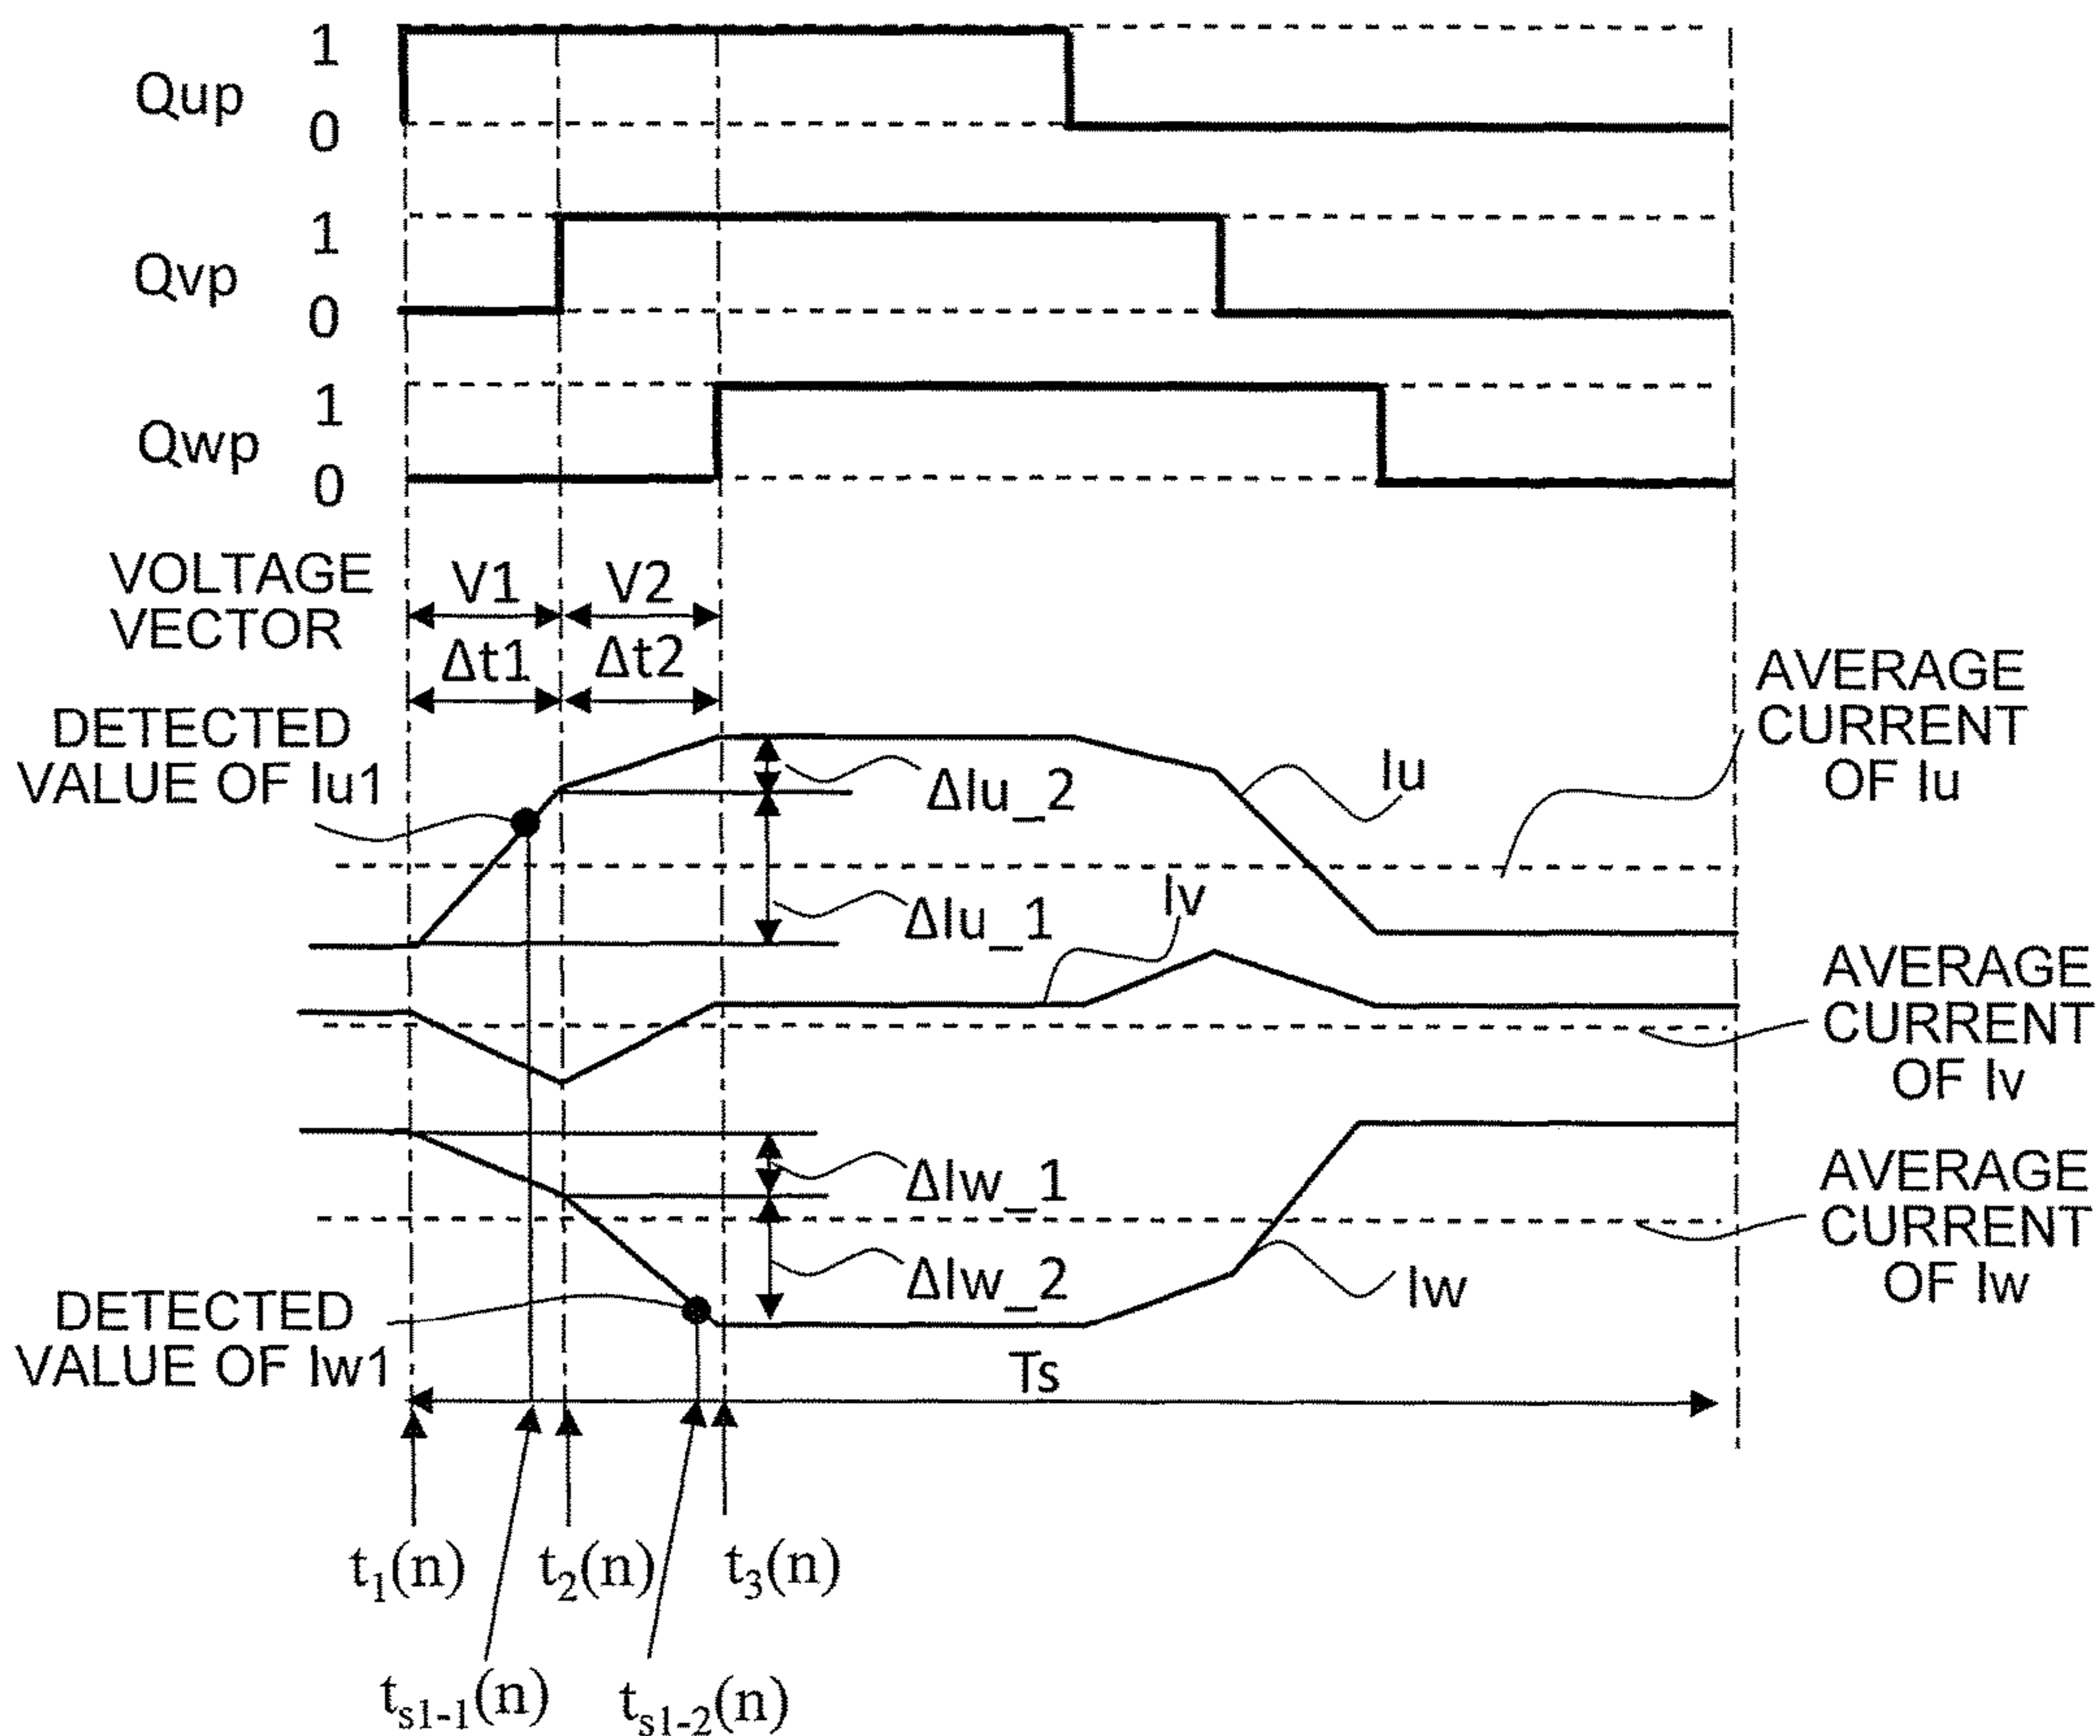 Qup
1
0
Qvp
1
0
Qwp
1
0
VOLTAGE
VECTOR
V1
V2
Δt1
Δt2
DETECTED
VALUE OF Iu1
AVERAGE
CURRENT
OF Iu
ΔIu_2
Iu
ΔIu_1
Iv
AVERAGE
CURRENT
OF Iv
ΔIw_1
AVERAGE
CURRENT
OF Iw
ΔIw_2
Iw
DETECTED
VALUE OF Iw1
Ts
t1(n)
t2(n)
t3(n)
ts1-1(n)
ts1-2(n)